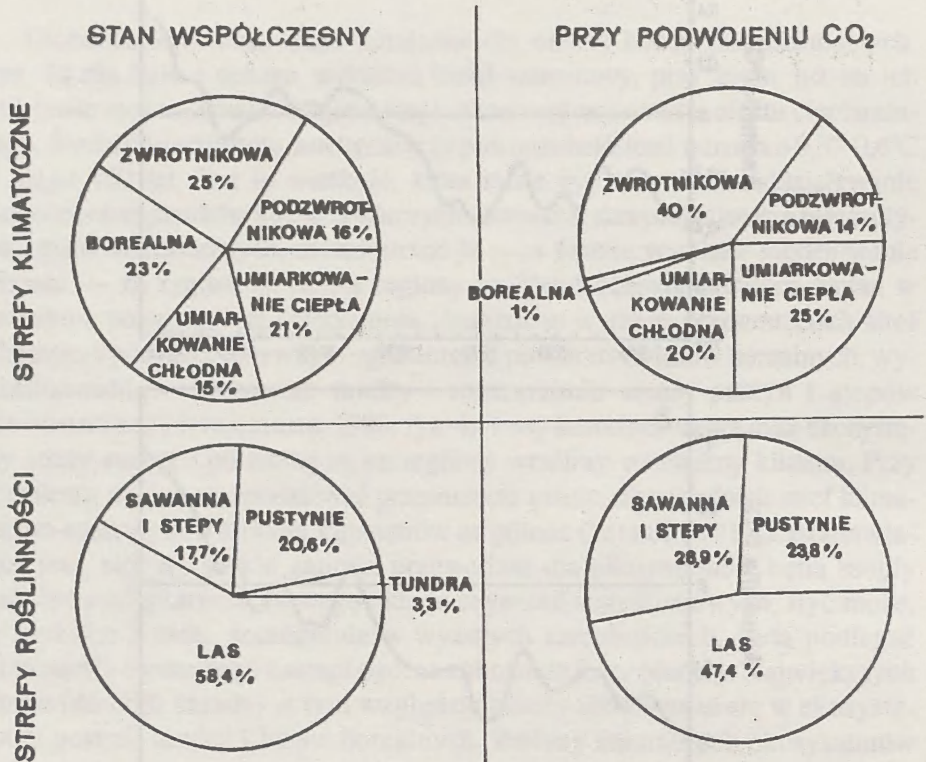 STAN WSPÓŁCZESNY
PRZY PODWOJENIU CO₂
STREFY KLIMATYCZNE
ZWROTNIKOWA
25%
PODZWROT-
NIKOWA 16%
BOREALNA
23%
UMIARKOWA-
NIE CIEPŁA
21%
UMIAR-
KOWANIE
CHŁODNA
15%
ZWROTNIKOWA
40%
PODZWROT-
NIKOWA 14%
BOREALNA
1%
UMIAR-
KOWANIE
CHŁODNA
20%
UMIARKOWA-
NIE CIEPŁA
25%
STREFY ROŚLINNOŚCI
SAWANNA
I STEPY
17,7%
PUSTYNIE
20,6%
TUNDRA
3,3%
LAS
58,4%
SAWANNA
I STEPY
28,9%
PUSTYNIE
23,8%
LAS
47,4%